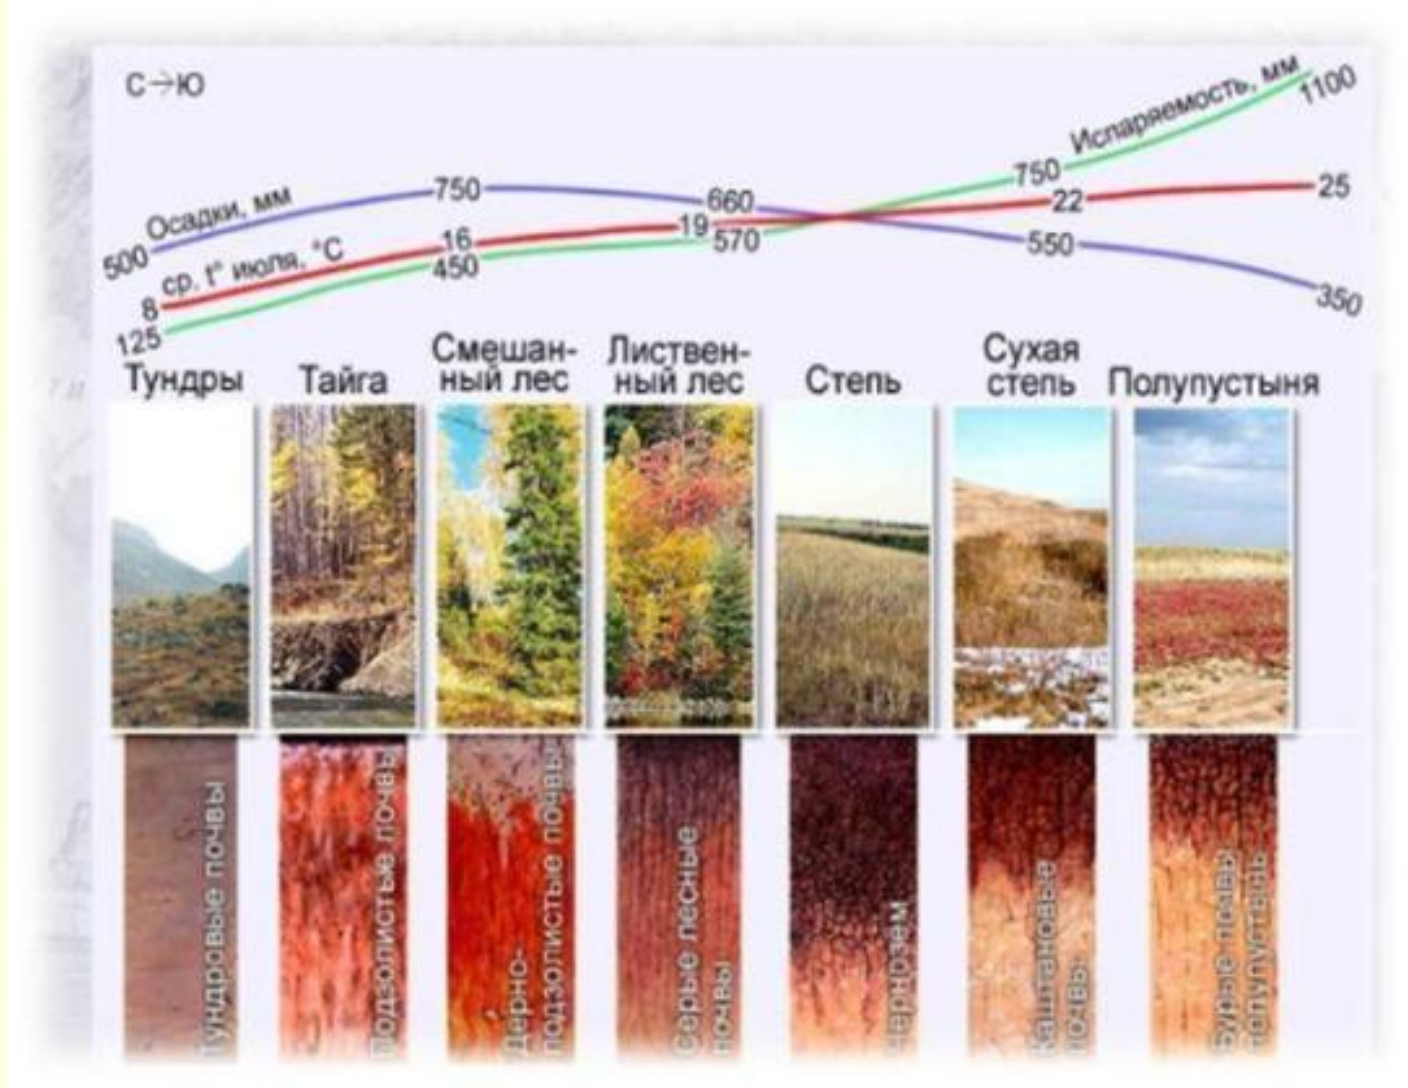 С→Ю
Осадки, мм
500
750
660
550
350
ср. t° июля, °С
8
16
19
22
25
Испаряемость, мм
125
450
570
750
1100
Тундры
Тайга
Смешан-
ный лес
Листвен-
ный лес
Степь
Сухая
степь
Полупустыня
Тундровые почвы
Подзолистые почвы
Дерно-
подзолистые почвы
Серые лесные
почвы
Чернозем
Каштановые
почвы
Бурые почвы
полупустынь